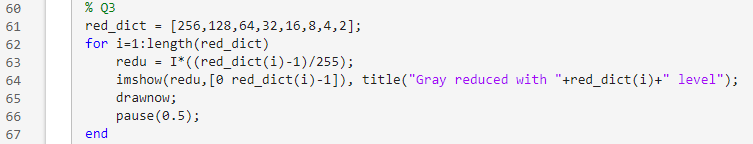 60 % Q3
61 red_dict = [256,128,64,32,16,8,4,2];
62 for i=1:length(red_dict)
63 redu = I*((red_dict(i)-1)/255);
64 imshow(redu,[0 red_dict(i)-1]), title("Gray reduced with "+red_dict(i)+" level");
65 drawnow;
66 pause(0.5);
67 end